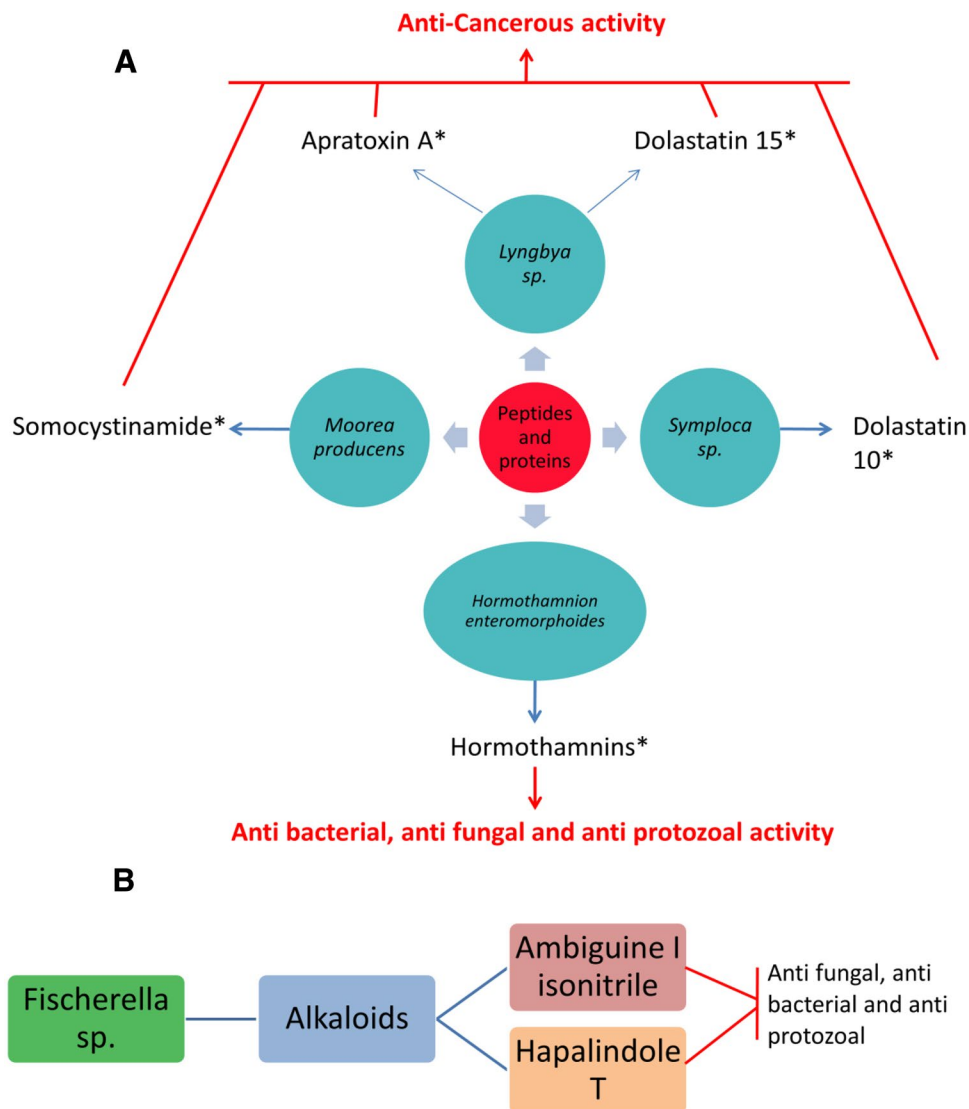 Anti-Cancerous activity
A
Apratoxin A*
Dolastatin 15*
Lyngbya
sp.
Somocystinamide*
Moorea
producens
Peptides
and
proteins
Symploca
sp.
Dolastatin
10*
Hormothamnion
enteromorphoides
Hormothamnins*
Anti bacterial, anti fungal and anti protozoal activity
B
Fischerella
sp.
Alkaloids
Ambiguine I
isonitrile
Hapalindole
T
Anti fungal, anti
bacterial and anti
protozoal